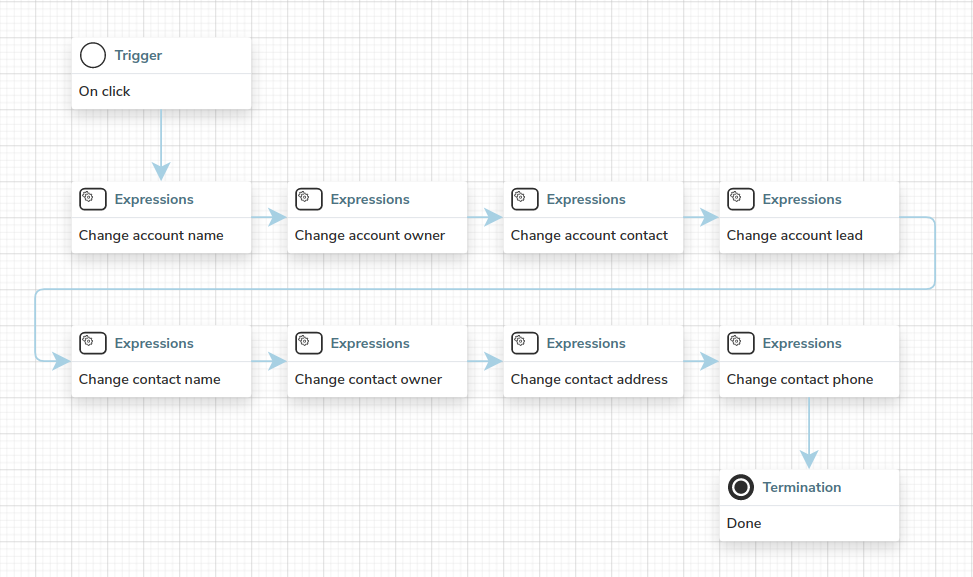 Trigger
On click
Expressions
Change account name
Expressions
Change account owner
Expressions
Change account contact
Expressions
Change account lead
Expressions
Change contact name
Expressions
Change contact owner
Expressions
Change contact address
Expressions
Change contact phone
Termination
Done